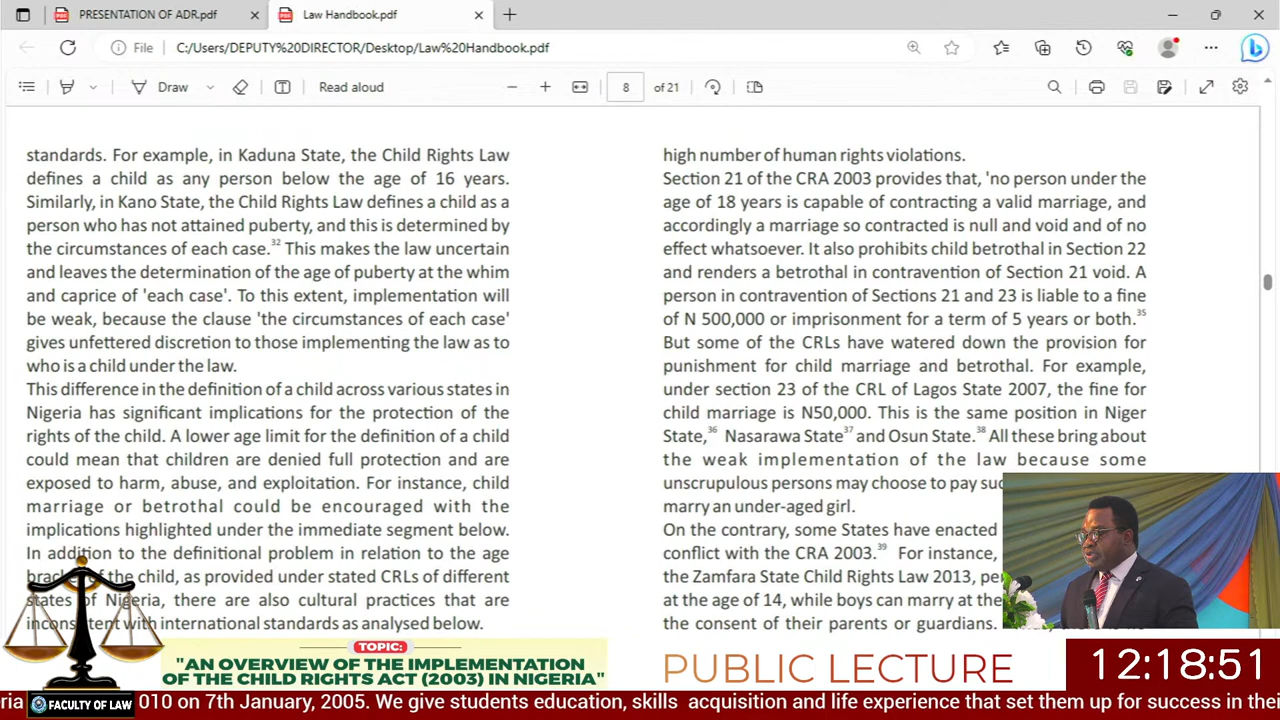 PRESENTATION OF ADR.pdf
Law Handbook.pdf
File
C:/Users/DEPUTY%20DIRECTOR/Desktop/Law%20Handbook.pdf
Draw
Read aloud
8 of 21
standards. For example, in Kaduna State, the Child Rights Law
defines a child as any person below the age of 16 years.
Similarly, in Kano State, the Child Rights Law defines a child as a
person who has not attained puberty, and this is determined by
the circumstances of each case. 32 This makes the law uncertain
and leaves the determination of the age of puberty at the whim
and caprice of 'each case'. To this extent, implementation will
be weak, because the clause 'the circumstances of each case'
gives unfettered discretion to those implementing the law as to
who is a child under the law.
This difference in the definition of a child across various states in
Nigeria has significant implications for the protection of the
rights of the child. A lower age limit for the definition of a child
could mean that children are denied full protection and are
exposed to harm, abuse, and exploitation. For instance, child
marriage or betrothal could be encouraged with the
implications highlighted under the immediate segment below.
In addition to the definitional problem in relation to the age
of the child, as provided under stated CRLs of different
states of Nigeria, there are also cultural practices that are
with international standards as analysed below.
high number of human rights violations.
Section 21 of the CRA 2003 provides that, 'no person under the
age of 18 years is capable of contracting a valid marriage, and
accordingly a marriage so contracted is null and void and of no
effect whatsoever. It also prohibits child betrothal in Section 22
and renders a betrothal in contravention of Section 21 void. A
person in contravention of Sections 21 and 23 is liable to a fine
of N 500,000 or imprisonment for a term of 5 years or both. 35
But some of the CRLs have watered down the provision for
punishment for child marriage and betrothal. For example,
under section 23 of the CRL of Lagos State 2007, the fine for
child marriage is N50,000. This is the same position in Niger
State, 36 Nasarawa State 37 and Osun State. 38 All these bring about
the weak implementation of the law because some
unscrupulous persons may choose to pay
marry an under-aged girl.
On the contrary, some States have enacted
conflict with the CRA 2003. 39 For instance,
the Zamfara State Child Rights Law 2013,
at the age of 14, while boys can marry at the
the consent of their parents or guardians.
TOPIC:
"AN OVERVIEW OF THE IMPLEMENTATION
OF THE CHILD RIGHTS ACT (2003) IN NIGERIA"
PUBLIC LECTURE
12:18:51
FACULTY OF LAW
010 on 7th January, 2005. We give students education, skills acquisition and life experience that set them up for success in